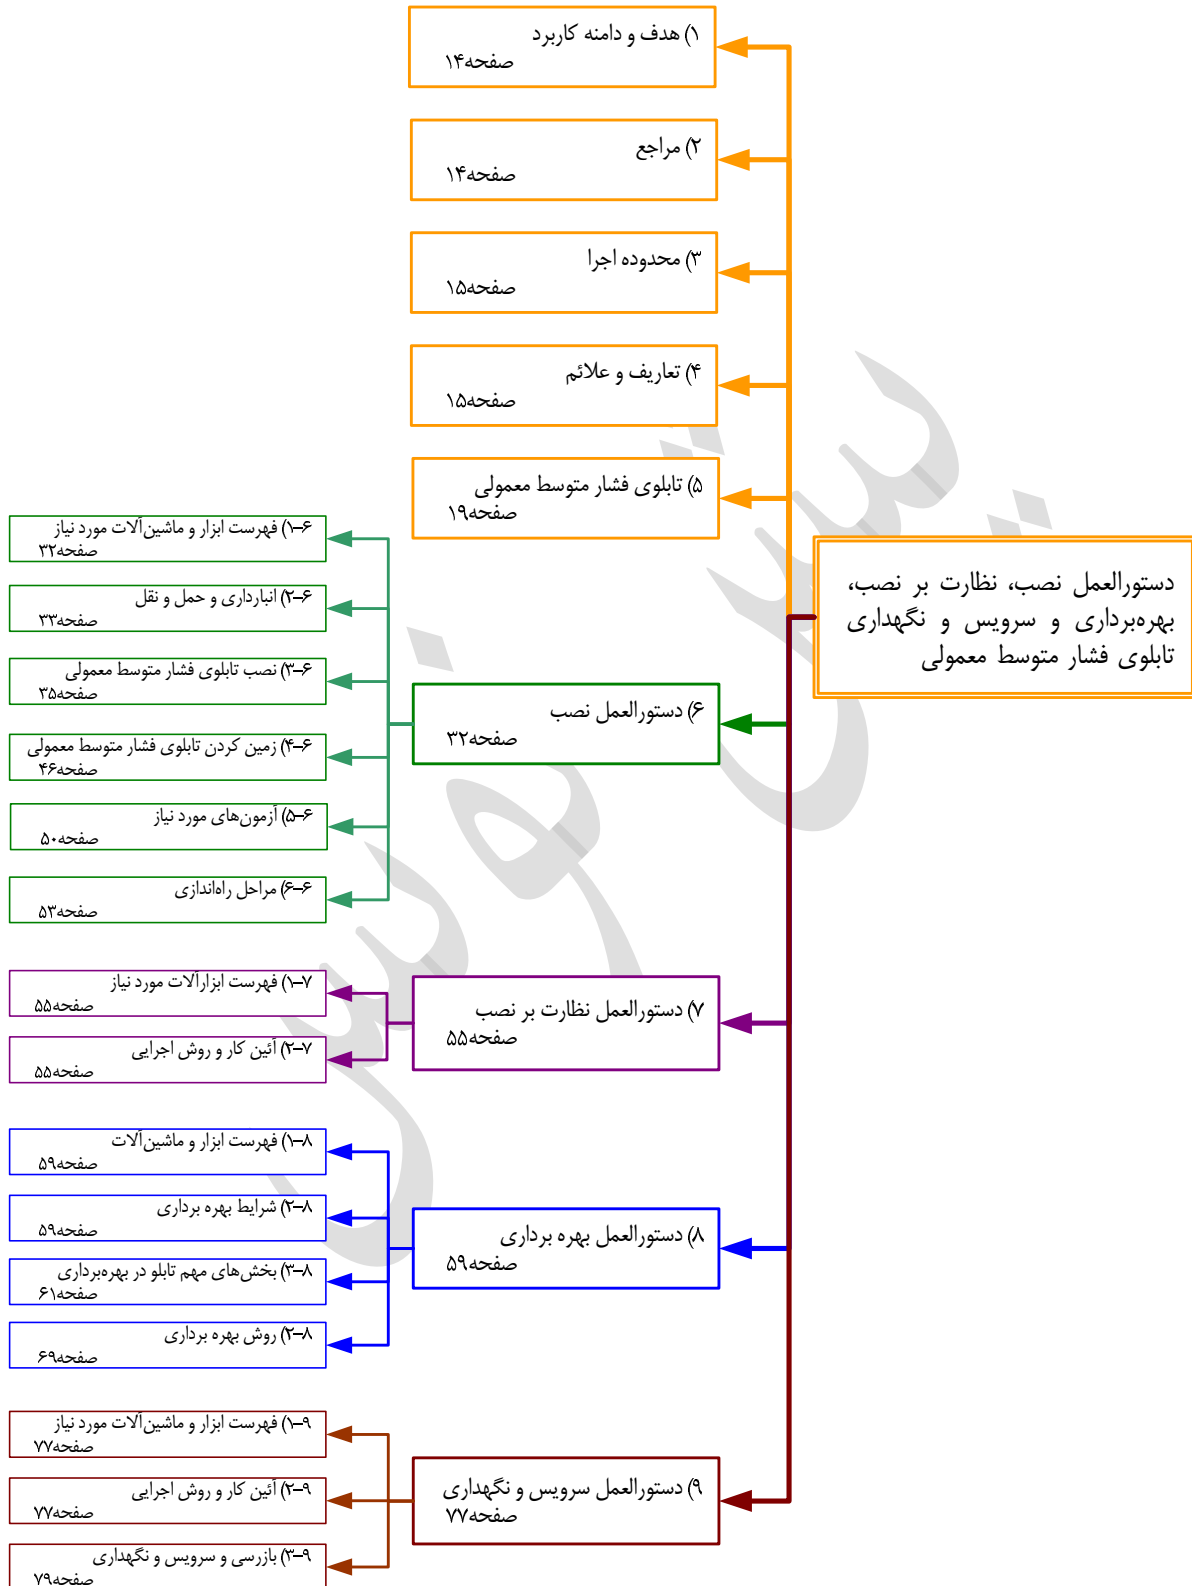 دستورالعمل نصب، نظارت بر نصب،
بهره‌برداری و سرویس و نگهداری
تابلوی فشار متوسط معمولی
۱) هدف و دامنه کاربرد
صفحه۱۴
۲) مراجع
صفحه۱۴
۳) محدوده اجرا
صفحه۱۵
۴) تعاریف و علائم
صفحه۱۵
۵) تابلوی فشار متوسط معمولی
صفحه۱۹
۶) دستورالعمل نصب
صفحه۳۲
۶–۱) فهرست ابزار و ماشین‌آلات مورد نیاز
صفحه۳۲
۶–۲) انبارداری و حمل و نقل
صفحه۳۳
۶–۳) نصب تابلوی فشار متوسط معمولی
صفحه۳۵
۶–۴) زمین کردن تابلوی فشار متوسط معمولی
صفحه۴۶
۶–۵) آزمون‌های مورد نیاز
صفحه۵۰
۶–۶) مراحل راه‌اندازی
صفحه۵۳
۷) دستورالعمل نظارت بر نصب
صفحه۵۵
۷–۱) فهرست ابزارآلات مورد نیاز
صفحه۵۵
۷–۲) آئین کار و روش اجرایی
صفحه۵۵
۸) دستورالعمل بهره برداری
صفحه۵۹
۸–۱) فهرست ابزار و ماشین‌آلات
صفحه۵۹
۸–۲) شرایط بهره برداری
صفحه۵۹
۸–۳) بخش‌های مهم تابلو در بهره‌برداری
صفحه۶۱
۸–۲) روش بهره برداری
صفحه۶۹
۹) دستورالعمل سرویس و نگهداری
صفحه۷۷
۹–۱) فهرست ابزار و ماشین‌آلات مورد نیاز
صفحه۷۷
۹–۲) آئین کار و روش اجرایی
صفحه۷۷
۹–۳) بازرسی و سرویس و نگهداری
صفحه۷۹
پیش نویس